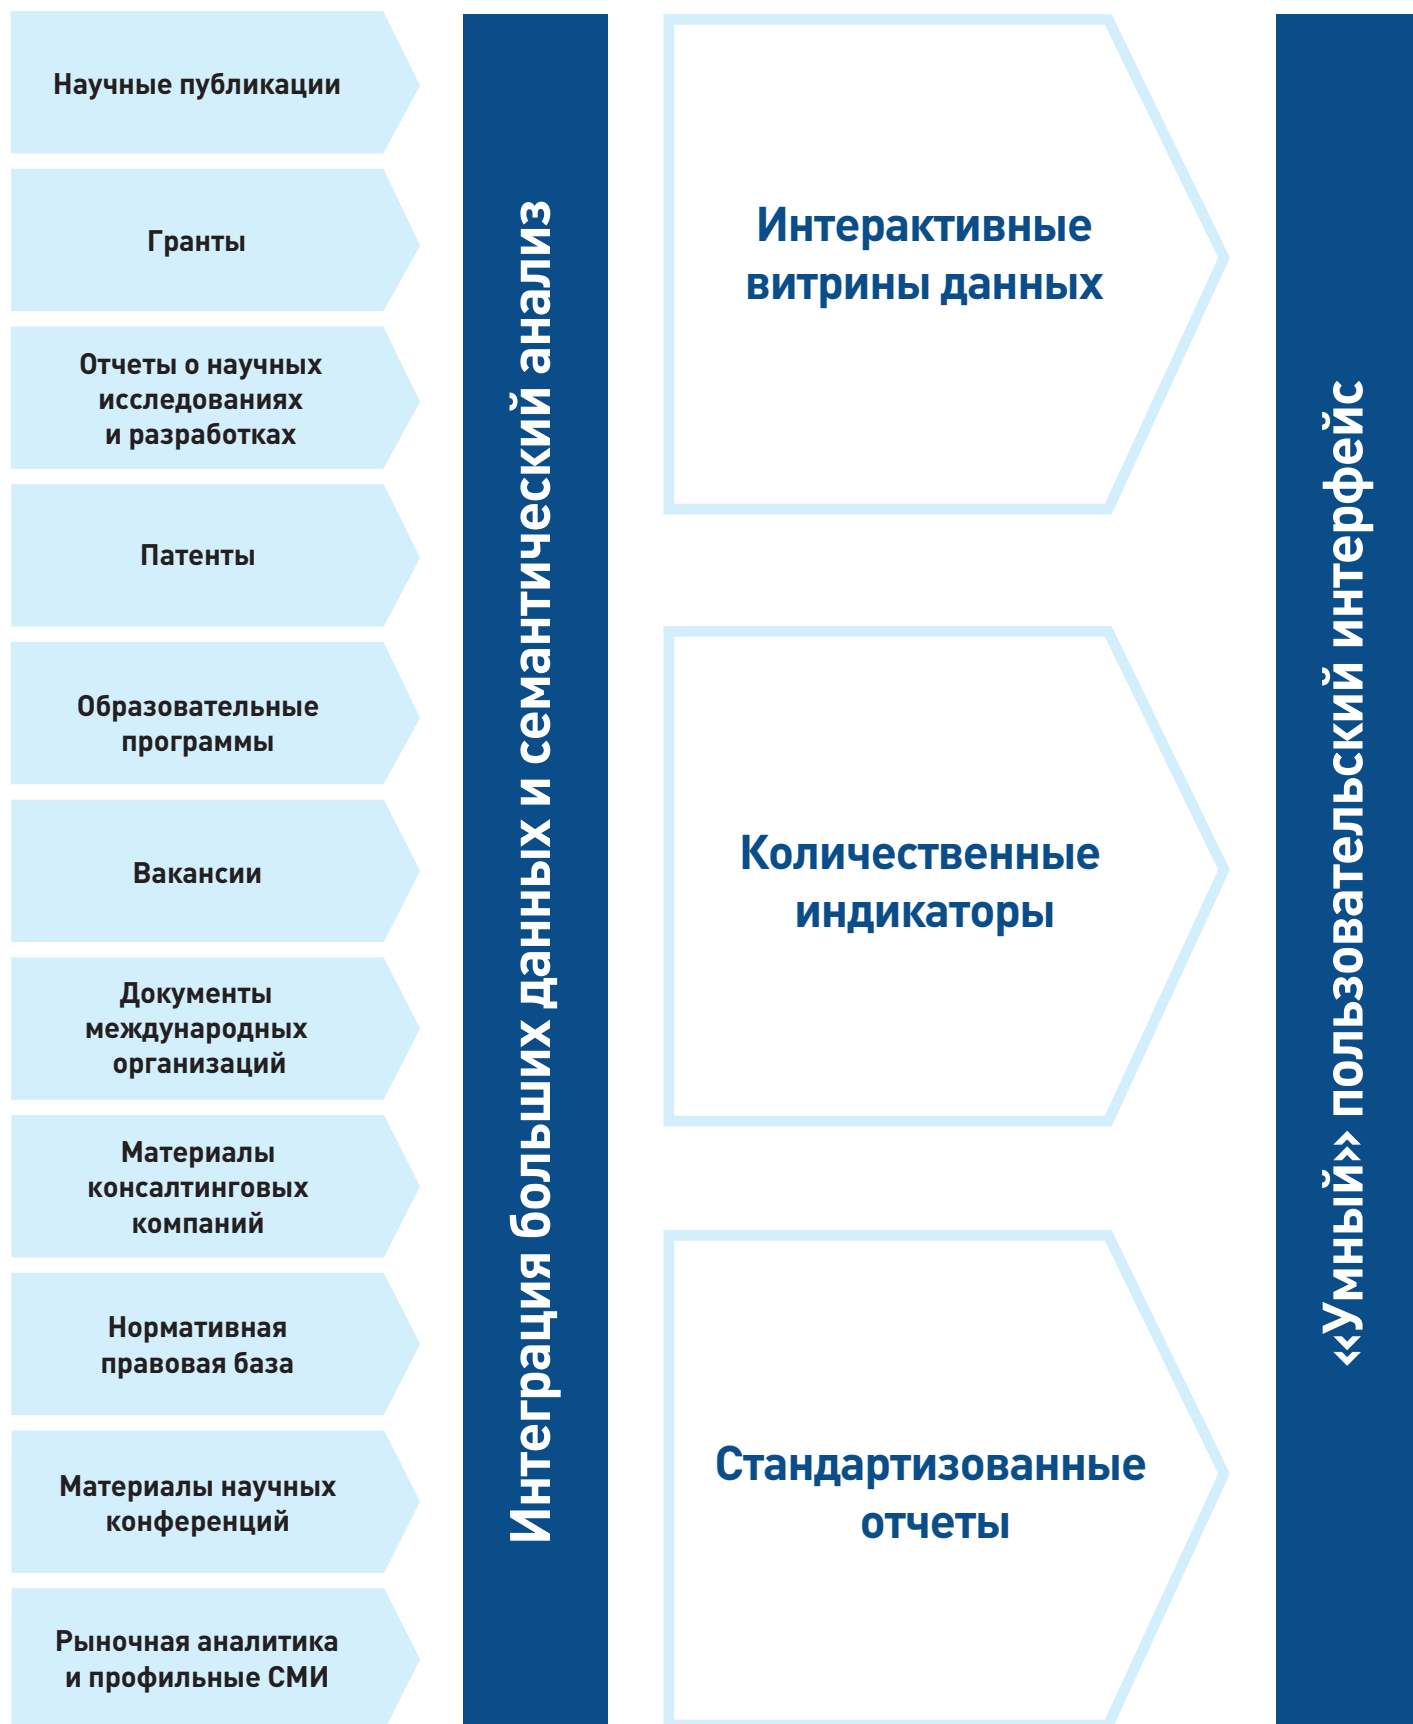 Научные публикации
Гранты
Отчеты о научных
исследованиях
и разработках
Патенты
Образовательные
программы
Вакансии
Документы
международных
организаций
Материалы
консалтинговых
компаний
Нормативная
правовая база
Материалы научных
конференций
Рыночная аналитика
и профильные СМИ
Интеграция больших данных и семантический анализ
Интерактивные
витрины данных
Количественные
индикаторы
Стандартизованные
отчеты
«Умный» пользовательский интерфейс